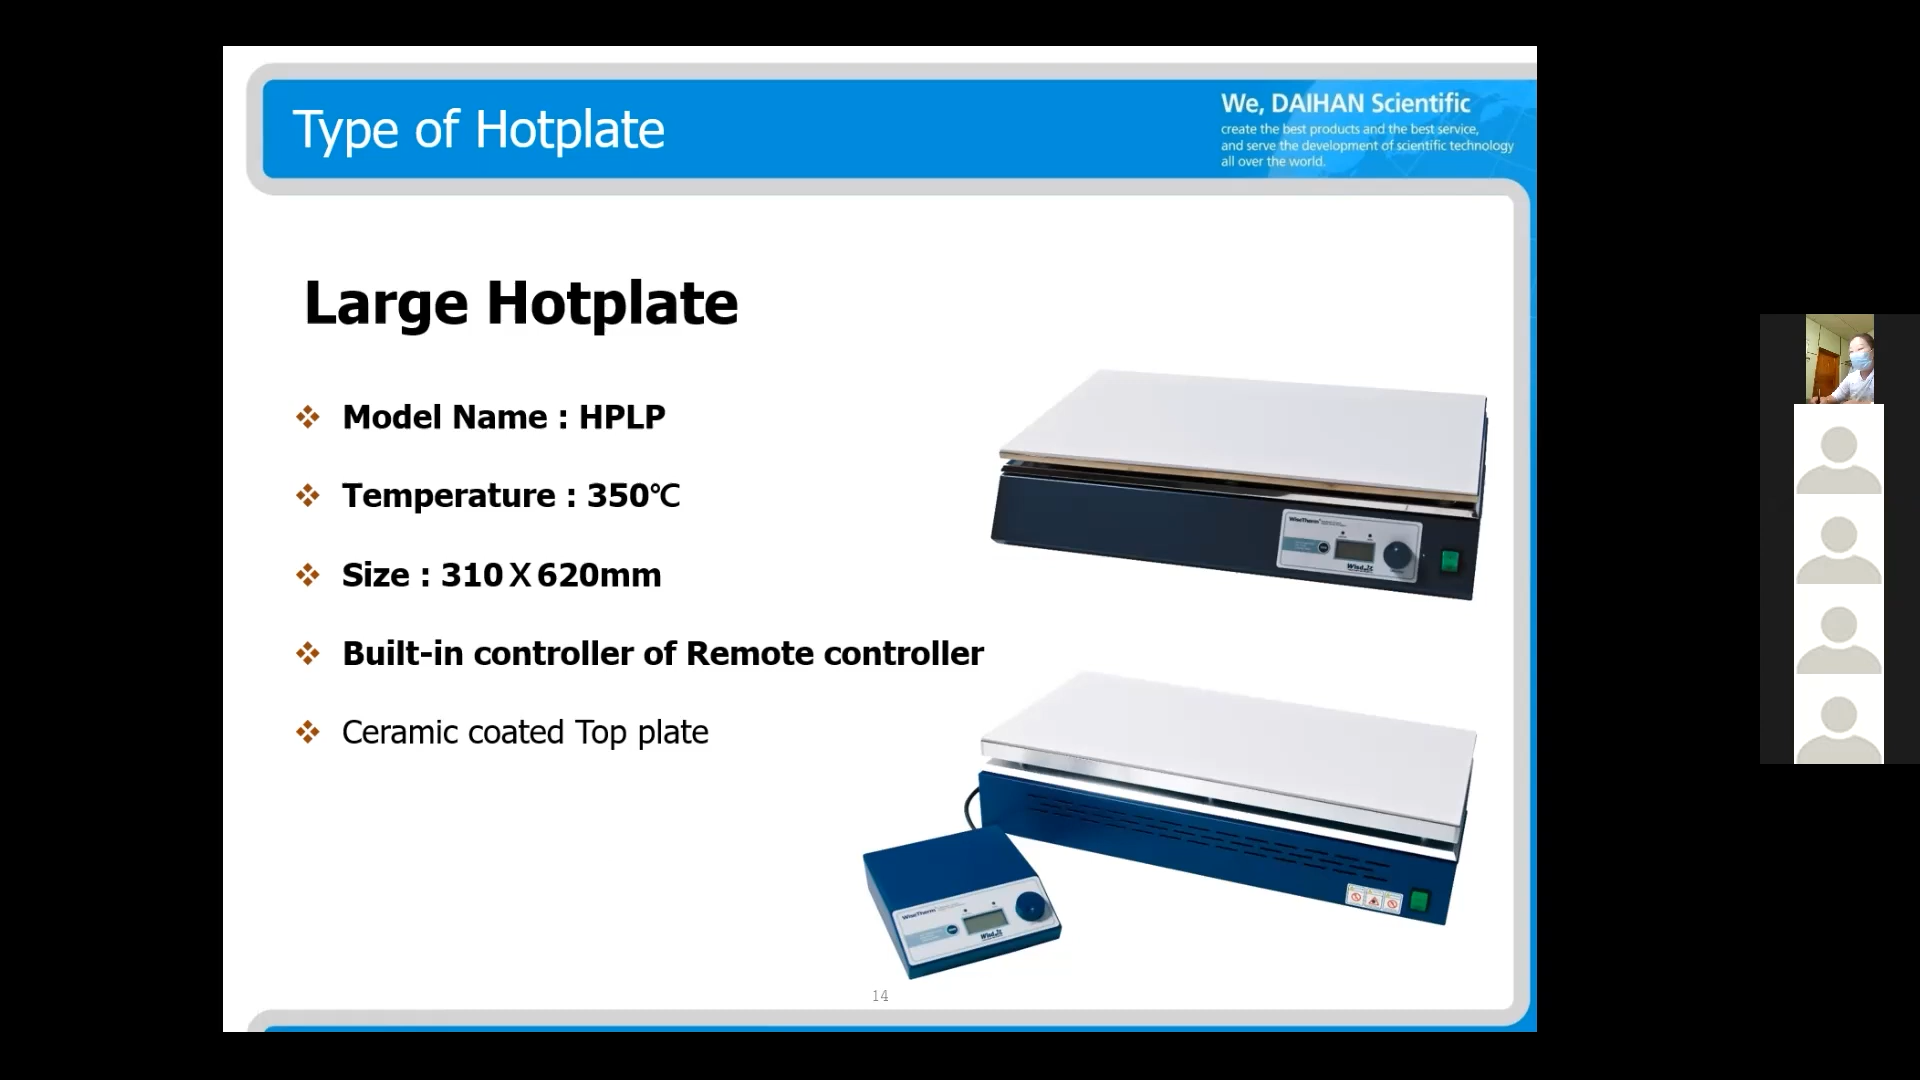 Type of Hotplate
We, DAIHAN Scientific
create the best products and the best service,
and serve the development of scientific technology
all over the world.
Large Hotplate
Model Name : HPLP
Temperature : 350℃
Size : 310 X 620mm
Built-in controller of Remote controller
Ceramic coated Top plate
WiseTherm
WiseTherm
14